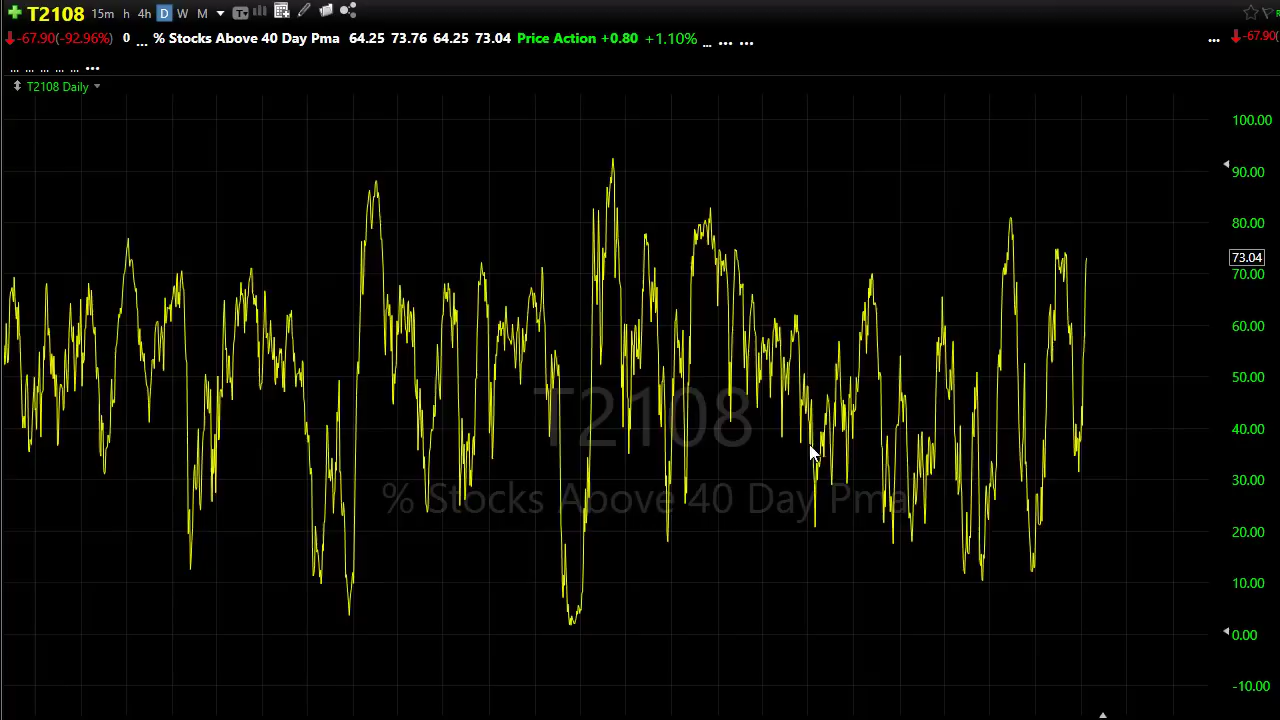 T2108 15m h 4h D W M
-67.90(-92.96%) 0 ... % Stocks Above 40 Day Pma 64.25 73.76 64.25 73.04 Price Action +0.80 +1.10% ... ... ... ... -67.90(
... ... ... ... ... ...
T2108 Daily
100.00
90.00
80.00
73.04
70.00
60.00
50.00
40.00
30.00
20.00
10.00
0.00
-10.00
T2108
% Stocks Above 40 Day Pma